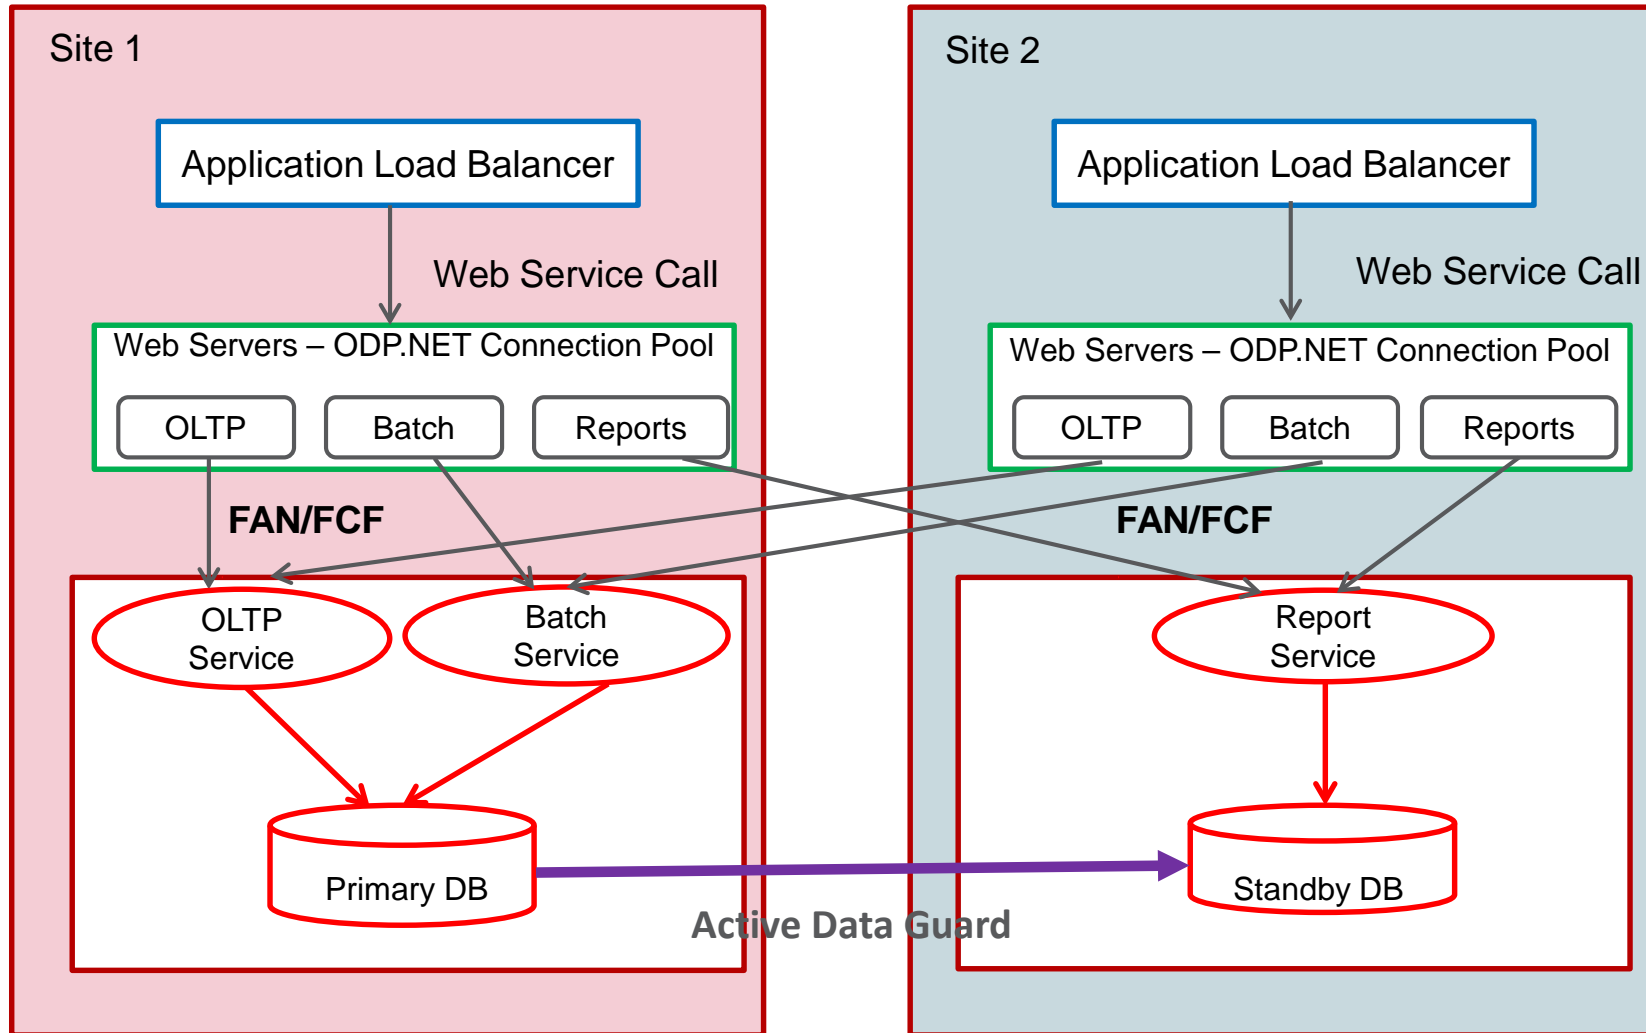 Site 1
Application Load Balancer
Web Service Call
Web Servers – ODP.NET Connection Pool
OLTP
Batch
Reports
FAN/FCF
OLTP
Service
Batch
Service
Primary DB
Active Data Guard
Site 2
Application Load Balancer
Web Service Call
Web Servers – ODP.NET Connection Pool
OLTP
Batch
Reports
FAN/FCF
Report
Service
Standby DB